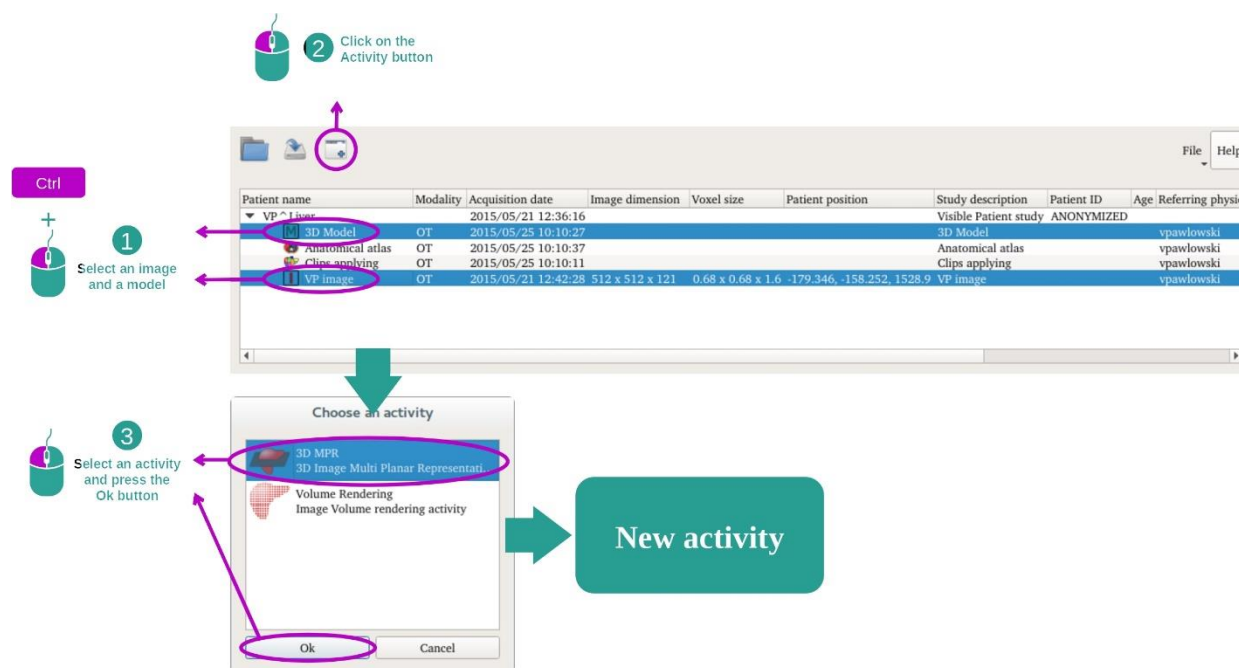 2 Click on the
Activity button
File Help
Ctrl
+
1
Select an image
and a model
Patient name Modality Acquisition date Image dimension Voxel size Patient position Study description Patient ID Age Referring physic
VP^Liver 2015/05/21 12:36:16 Visible Patient study ANONYMIZED
M 3D Model OT 2015/05/25 10:10:27 3D Model vpawlowski
Anatomical atlas OT 2015/05/25 10:10:37 Anatomical atlas vpawlowski
Clips applying OT 2015/05/25 10:10:11 Clips applying vpawlowski
I VP image OT 2015/05/21 12:42:28 512 x 512 x 121 0.68 x 0.68 x 1.6 -179.346, -158.252, 1528.9 VP image vpawlowski
Choose an activity
3
Select an activity
and press the
Ok button
3D MPR
3D Image Multi Planar Representati.
Volume Rendering
Image Volume rendering activity
New activity
Ok Cancel